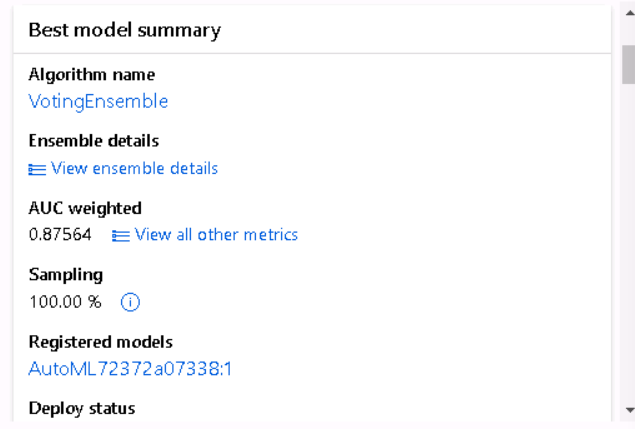 Best model summary
Algorithm name
VotingEnsemble
Ensemble details
View ensemble details
AUC weighted
0.87564 View all other metrics
Sampling
100.00 %
Registered models
AutoML72372a07338:1
Deploy status